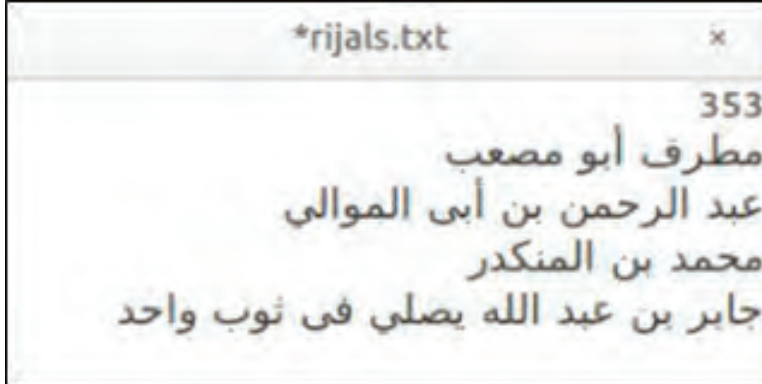 *rijals.txt ×
353
مطرف أبو مصعب
عبد الرحمن بن أبى الموالي
محمد بن المنكدر
جابر بن عبد الله يصلي فى ثوب واحد